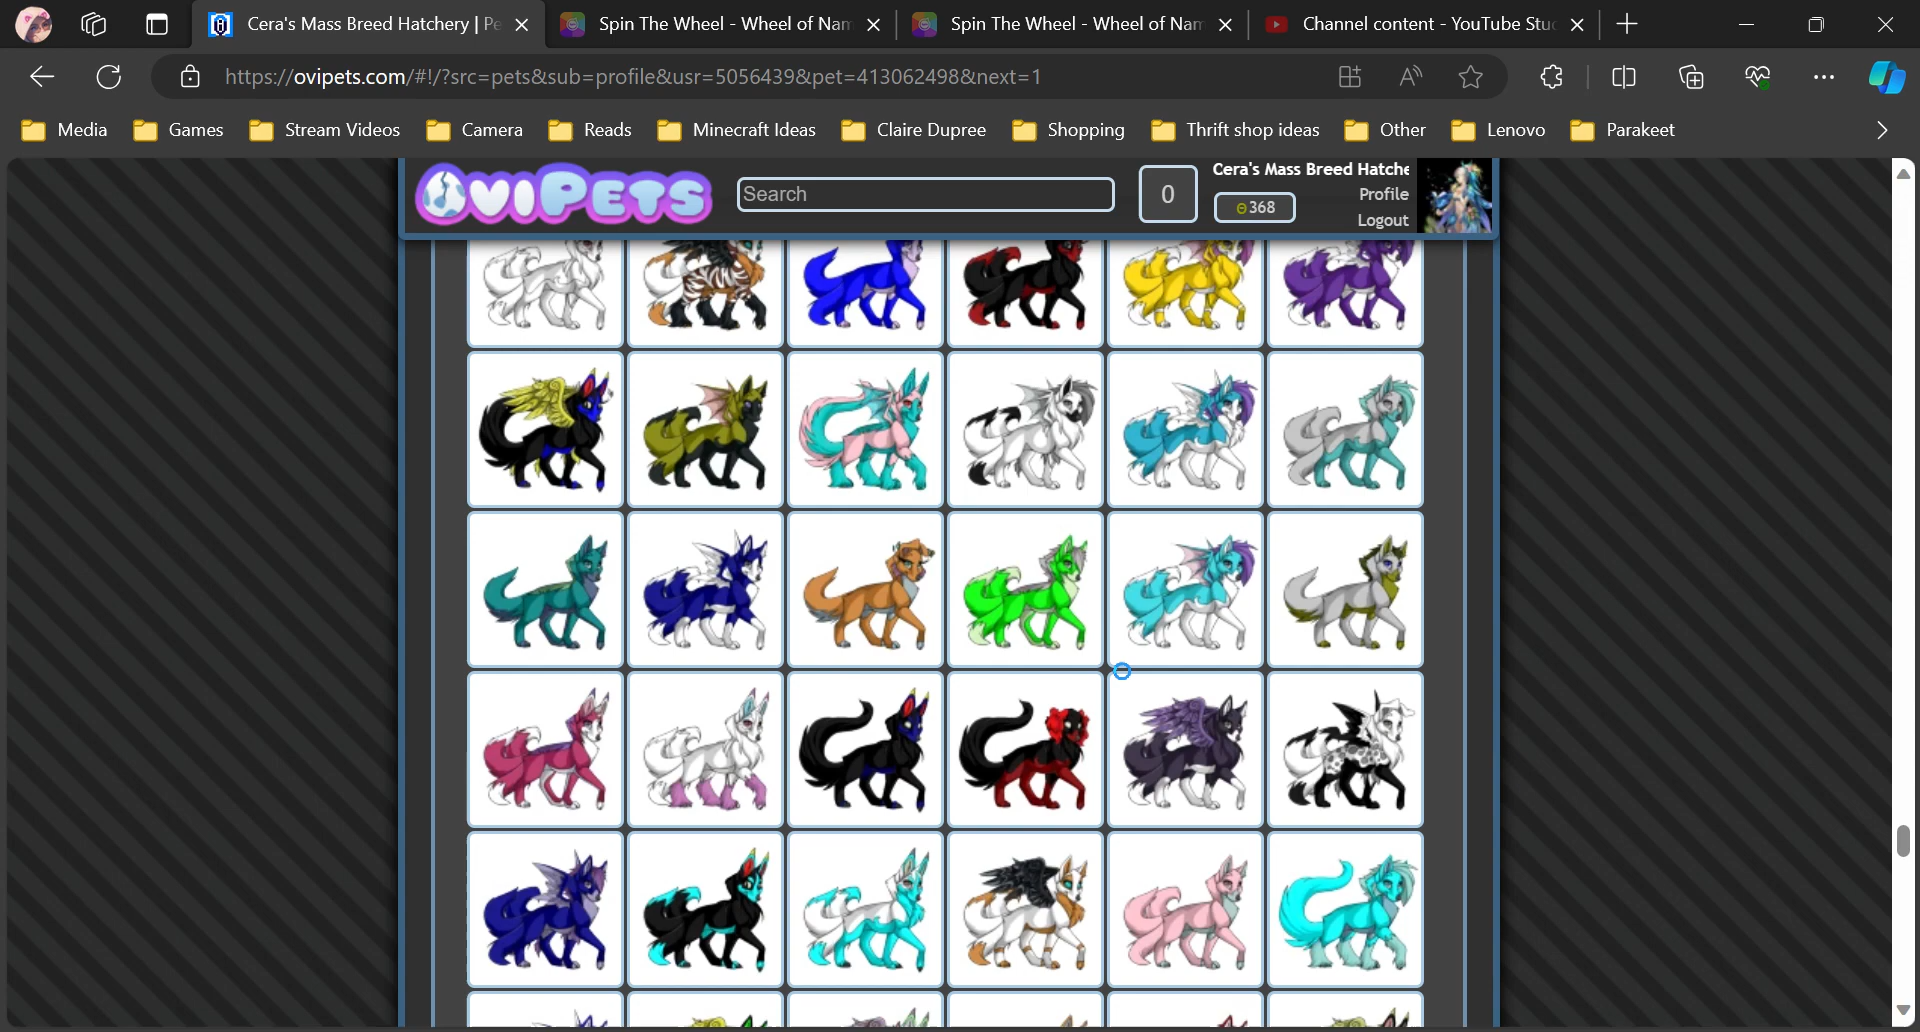 Cera's Mass Breed Hatchery | Pe
Spin The Wheel - Wheel of Nam
Spin The Wheel - Wheel of Nam
Channel content - YouTube Stu
https://ovipets.com/#!/?src=pets&sub=profile&usr=5056439&pet=413062498&next=1
Media
Games
Stream Videos
Camera
Reads
Minecraft Ideas
Claire Dupree
Shopping
Thrift shop ideas
Other
Lenovo
Parakeet
OviPets
Search
0
Cera's Mass Breed Hatche
368
Profile
Logout